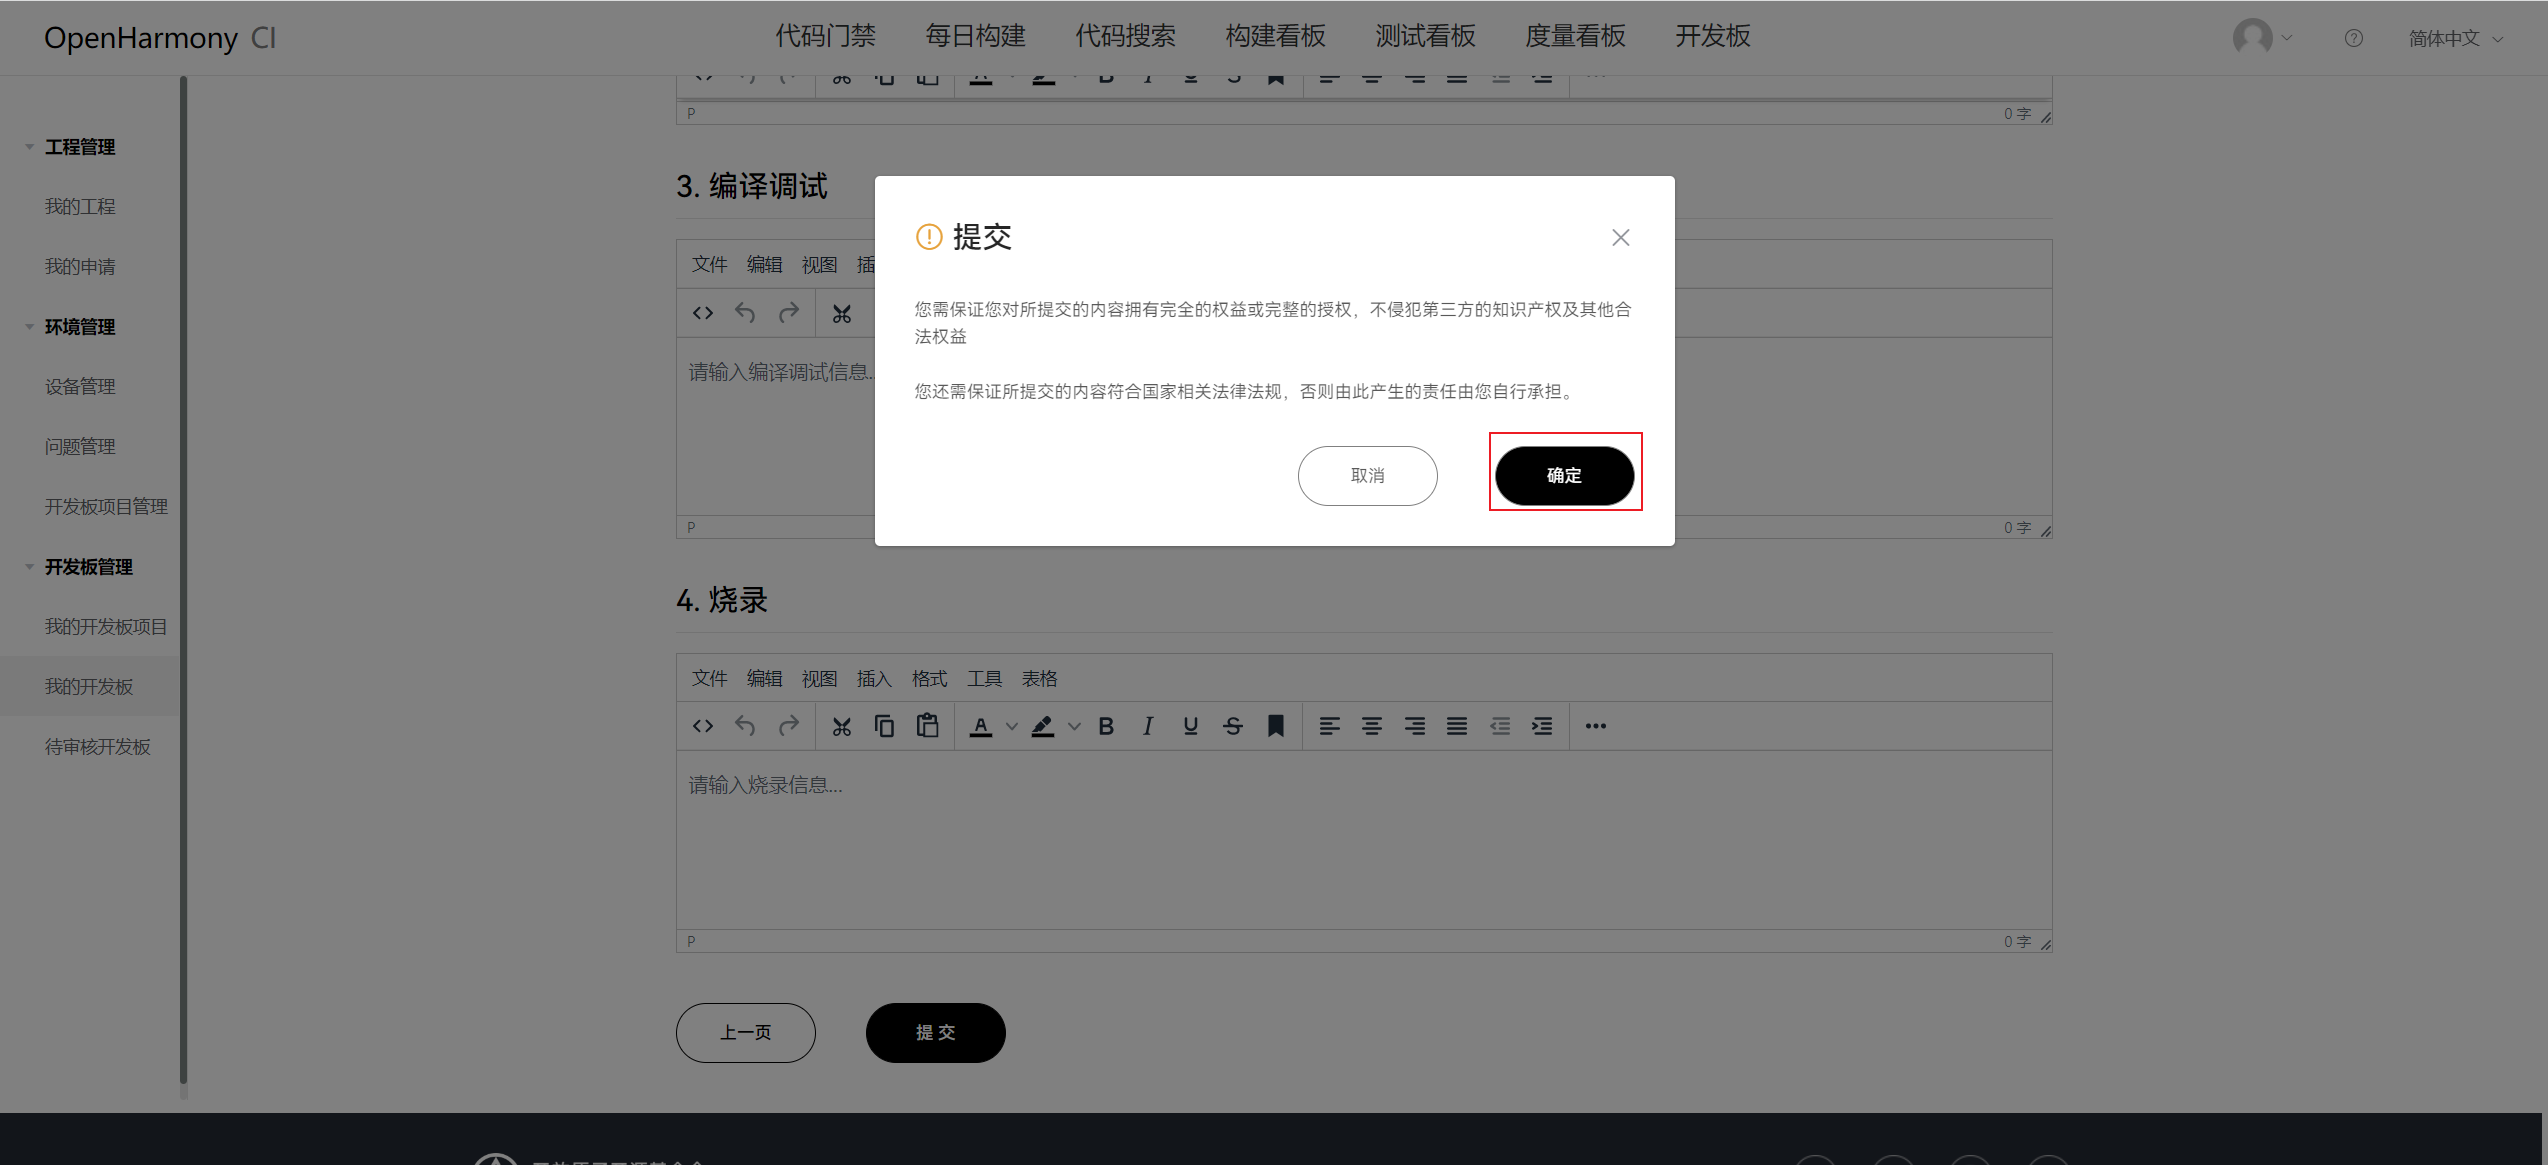 OpenHarmony CI
代码门禁 每日构建 代码搜索 构建看板 测试看板 度量看板 开发板
简体中文
工程管理
我的工程
我的申请
环境管理
设备管理
问题管理
开发板项目管理
开发板管理
我的开发板项目
我的开发板
待审核开发板
P 0 字
3. 编译调试
文件 编辑 视图 插
请输入编译调试信息...
P 0 字
提交
您需保证您对所提交的内容拥有完全的权益或完整的授权，不侵犯第三方的知识产权及其他合
法权益
您还需保证所提交的内容符合国家相关法律法规，否则由此产生的责任由您自行承担。
取消 确定
4. 烧录
文件 编辑 视图 插入 格式 工具 表格
请输入烧录信息...
P 0 字
上一页 提 交